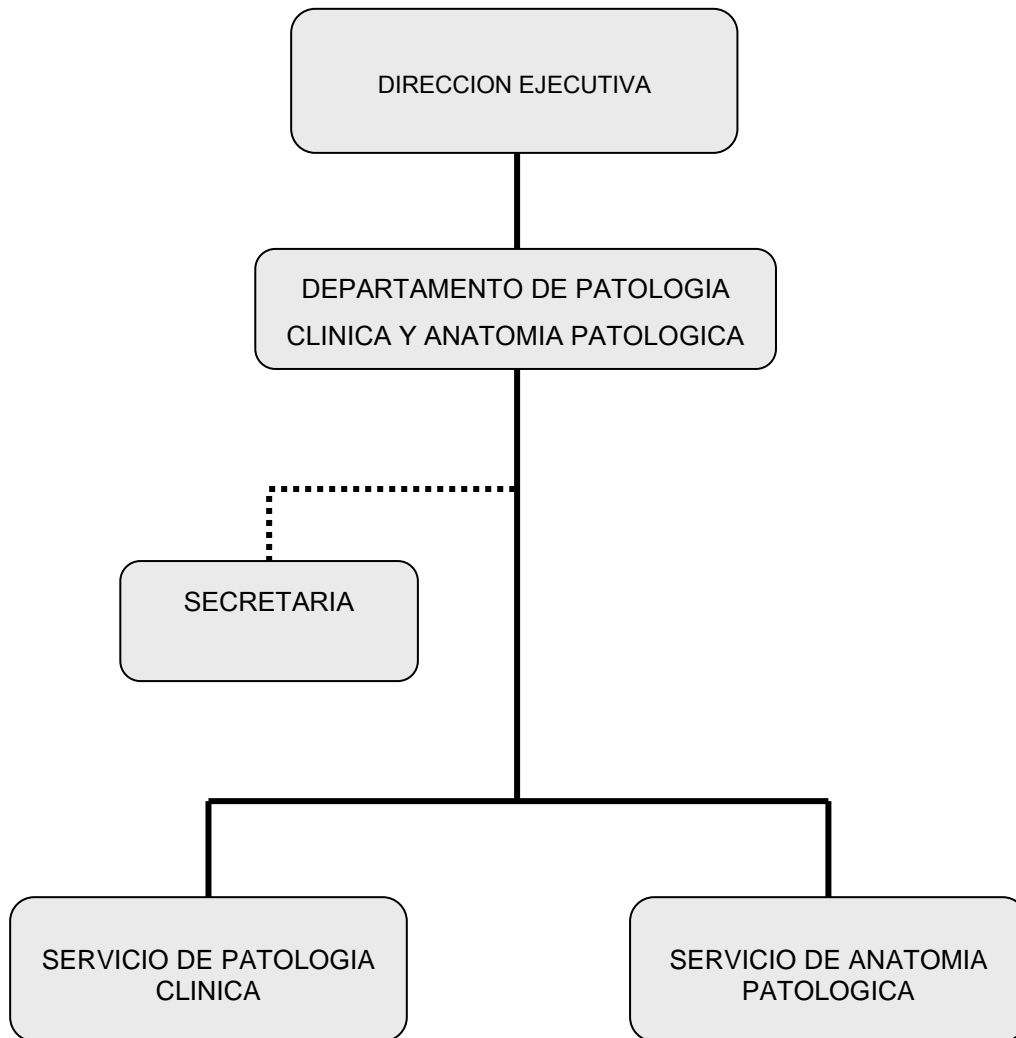 DIRECCION EJECUTIVA
DEPARTAMENTO DE PATOLOGIA
CLINICA Y ANATOMIA PATOLOGICA
SECRETARIA
SERVICIO DE PATOLOGIA
CLINICA
SERVICIO DE ANATOMIA
PATOLOGICA